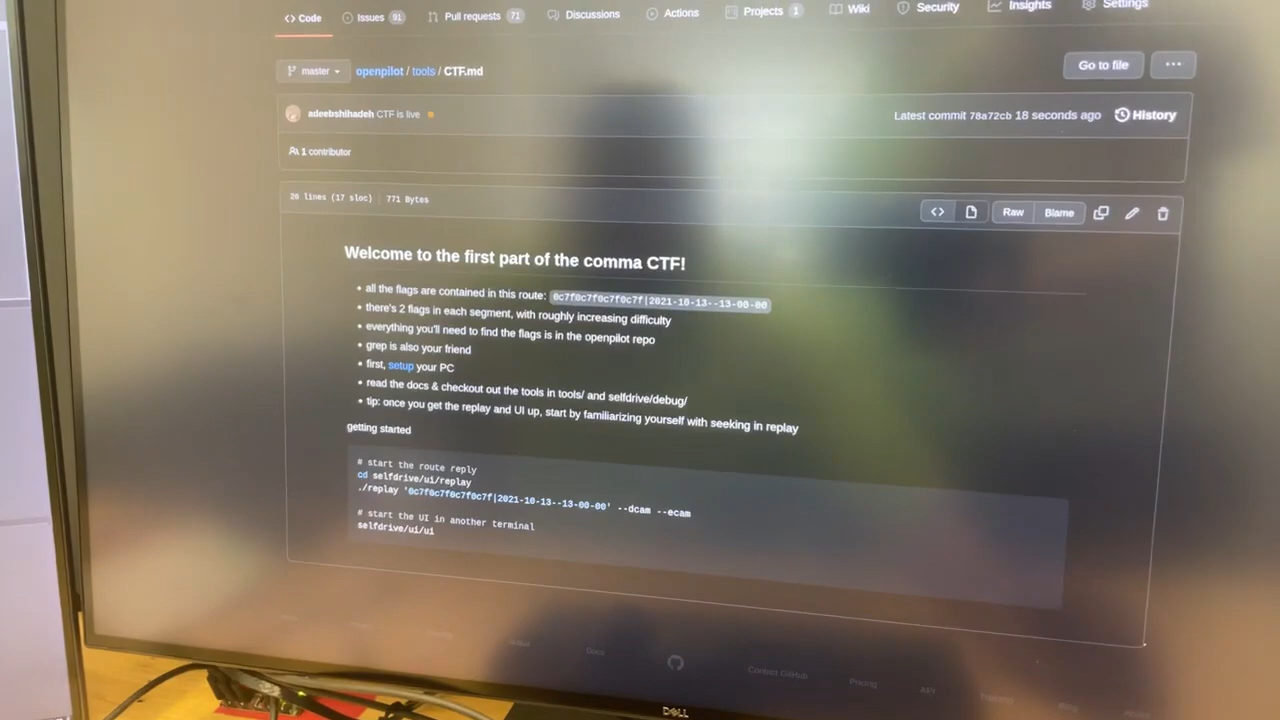 Code Issues 91 Pull requests 71 Discussions Actions Projects 1 Wiki Security Insights Settings
master openpilot / tools / CTF.md Go to file ···
adeebshihadeh CTF is live Latest commit 78a72cb 18 seconds ago History
1 contributor
28 lines (17 sloc) 771 Bytes Raw Blame
Welcome to the first part of the comma CTF!
• all the flags are contained in this route: 0c7f0c7f0c7f0c7f|2021-10-13--13-00-00
• there's 2 flags in each segment, with roughly increasing difficulty
• everything you'll need to find the flags is in the openpilot repo
• grep is also your friend
• first, setup your PC
• read the docs & checkout out the tools in tools/ and selfdrive/debug/
• tip: once you get the replay and UI up, start by familiarizing yourself with seeking in replay
getting started
# start the route reply
cd selfdrive/ui/replay
./replay '0c7f0c7f0c7f0c7f|2021-10-13--13-00-00' --dcam --ecam
# start the UI in another terminal
selfdrive/ui/ui
Docs Contact GitHub Pricing API
DELL